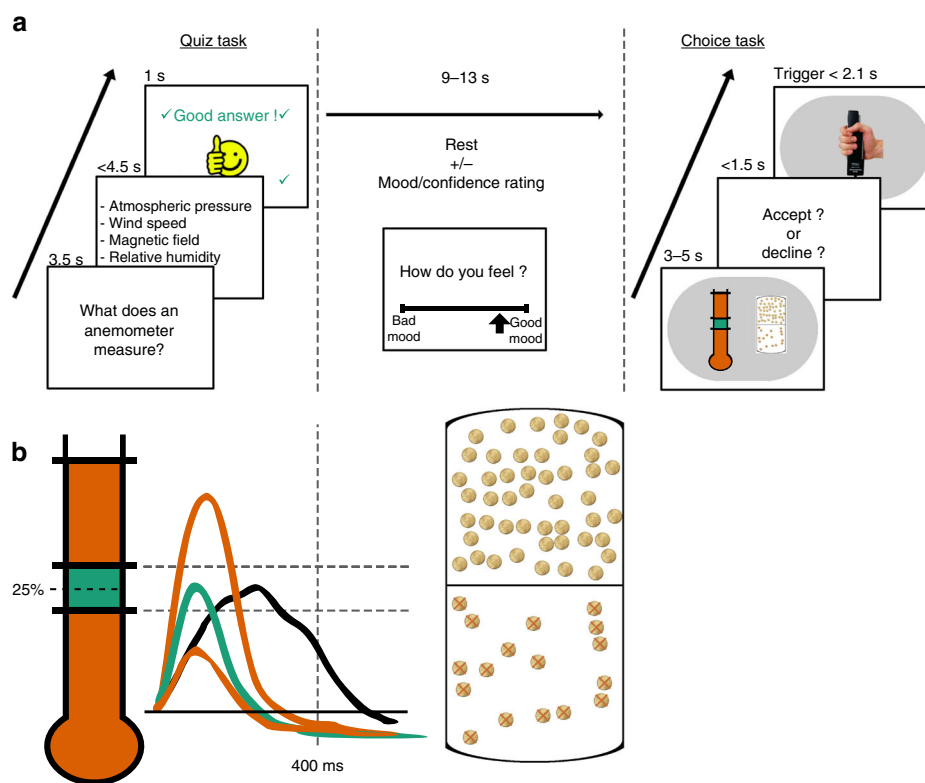 a
Quiz task
1 s
✓ Good answer !✓
✓
<4.5 s
- Atmospheric pressure
- Wind speed
- Magnetic field
- Relative humidity
3.5 s
What does an
anemometer
measure?
9–13 s
Rest
+/–
Mood/confidence rating
How do you feel ?
Bad
mood
Good
mood
Choice task
Trigger < 2.1 s
<1.5 s
Accept ?
or
decline ?
3–5 s
b
25%
400 ms